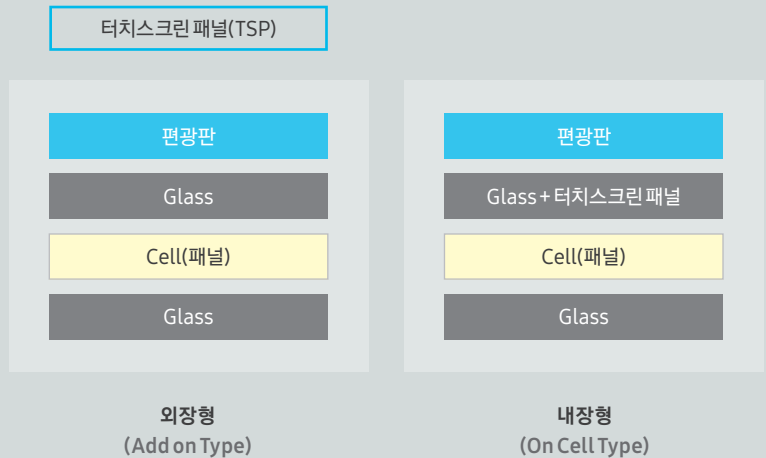 터치스크린 패널(TSP)
편광판
Glass
Cell(패널)
Glass
외장형
(Add on Type)
편광판
Glass + 터치스크린 패널
Cell(패널)
Glass
내장형
(On Cell Type)